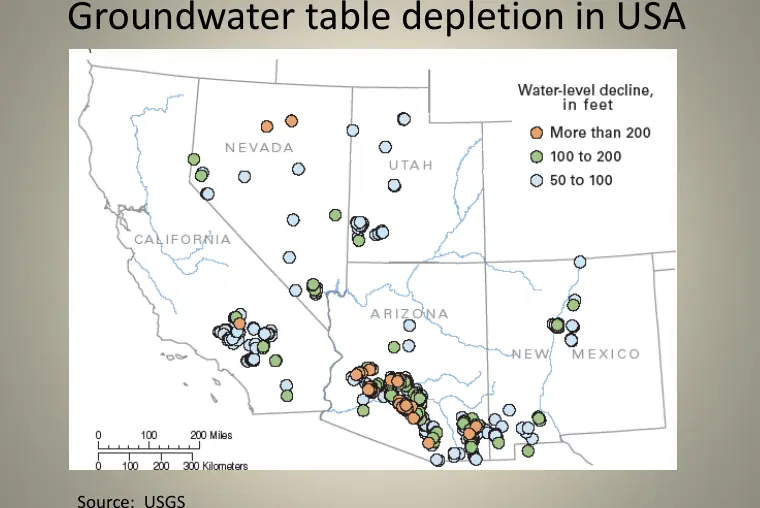 Groundwater table depletion in USA
Water-level decline,
in feet
More than 200
100 to 200
50 to 100
NEVADA
UTAH
CALIFORNIA
ARIZONA
NEW MEXICO
0 100 200 Miles
0 100 200 300 Kilometers
Source: USGS